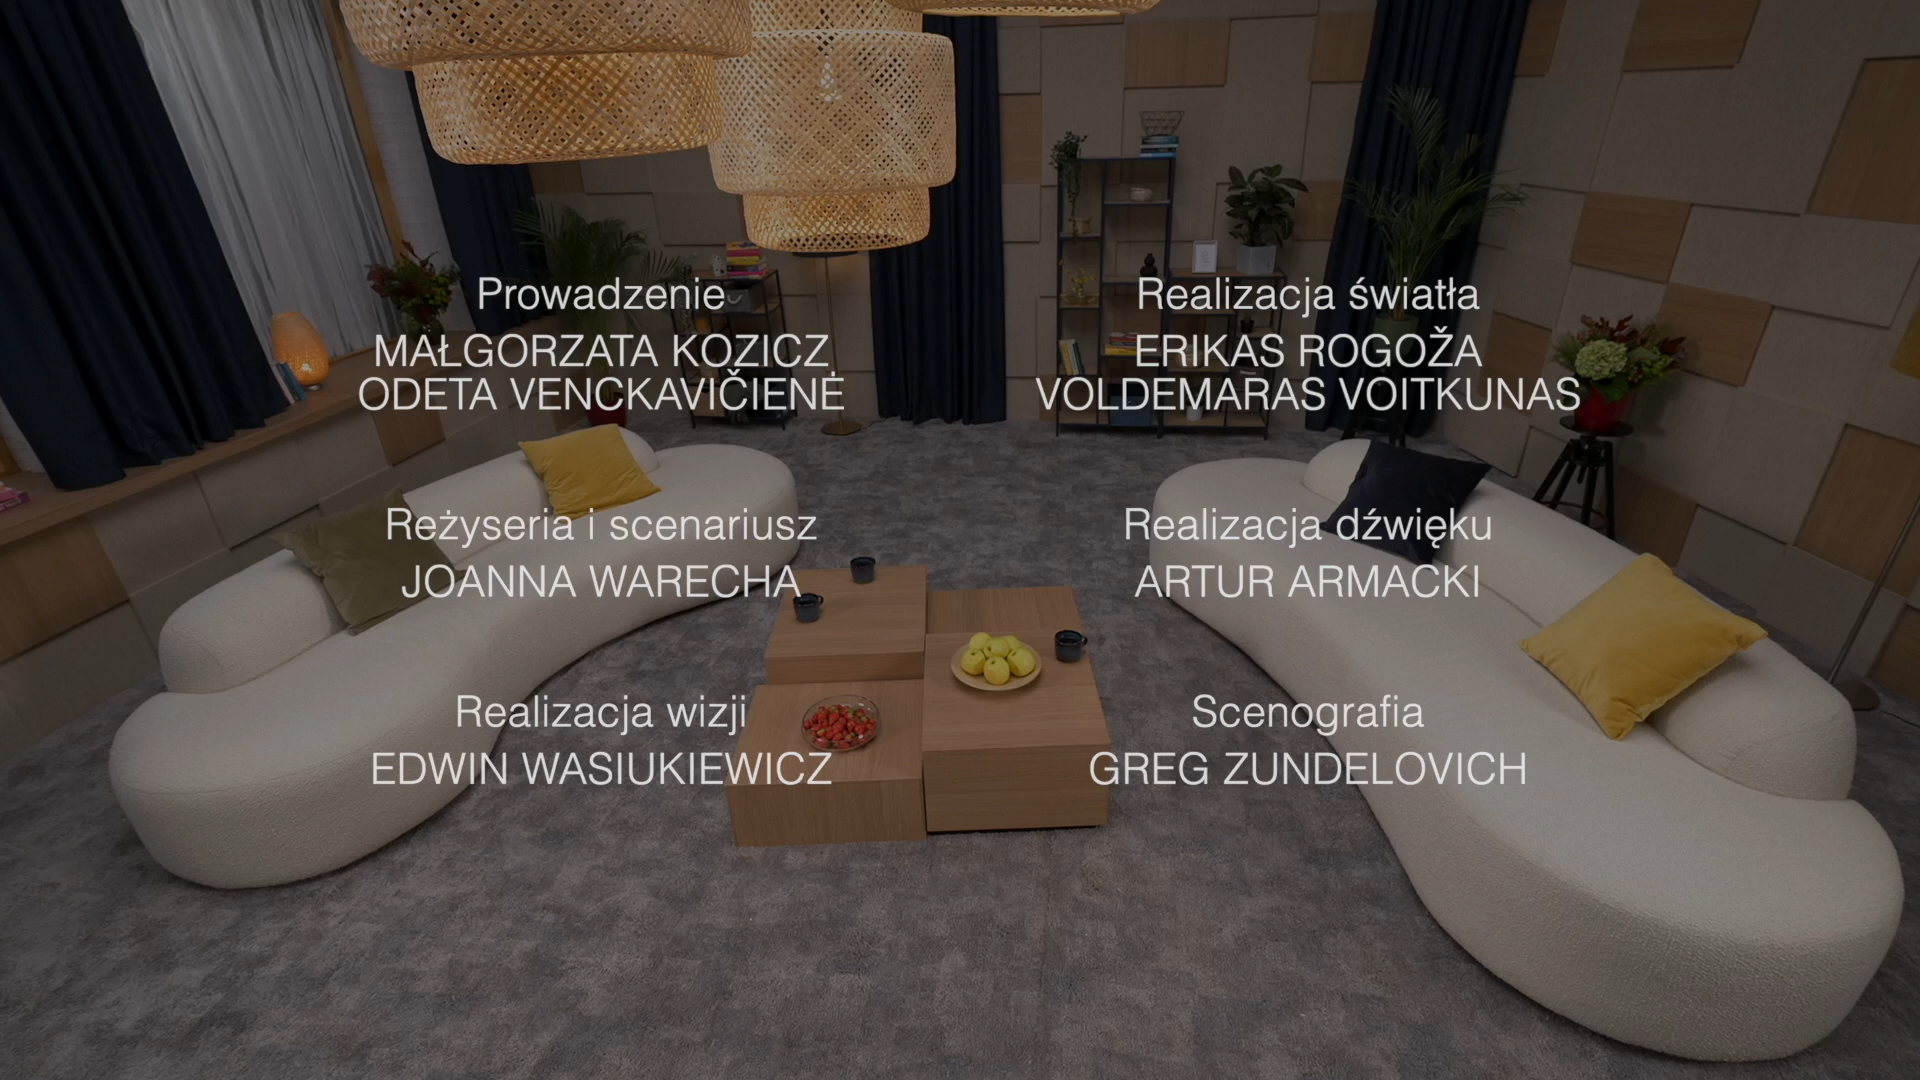 Prowadzenie
MAŁGORZATA KOZICZ
ODETA VENCKAVIČIENĖ
Reżyseria i scenariusz
JOANNA WARECHA
Realizacja wizji
EDWIN WASIUKIEWICZ
Realizacja światła
ERIKAS ROGOŽA
VOLDEMARAS VOITKUNAS
Realizacja dźwięku
ARTUR ARMACKI
Scenografia
GREG ZUNDELOVICH